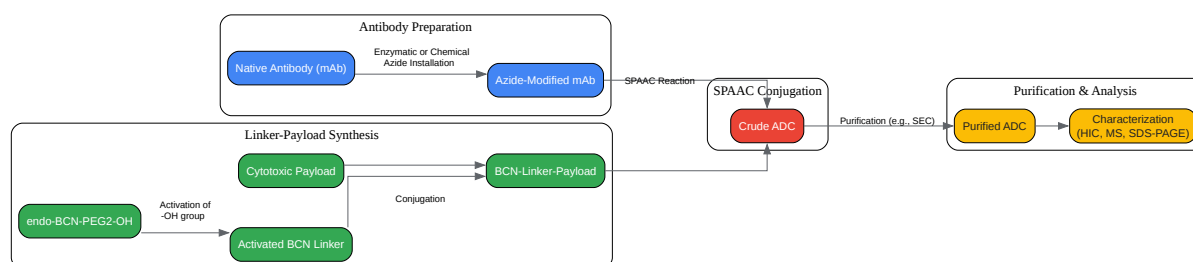 Antibody Preparation
Native Antibody (mAb)
Enzymatic or Chemical
Azide Installation
Azide-Modified mAb
SPAAC Reaction
SPAAC Conjugation
Crude ADC
Purification (e.g., SEC)
Purification & Analysis
Purified ADC
Characterization
(HIC, MS, SDS-PAGE)
Linker-Payload Synthesis
Cytotoxic Payload
BCN-Linker-Payload
Conjugation
endo-BCN-PEG2-OH
Activation of
-OH group
Activated BCN Linker